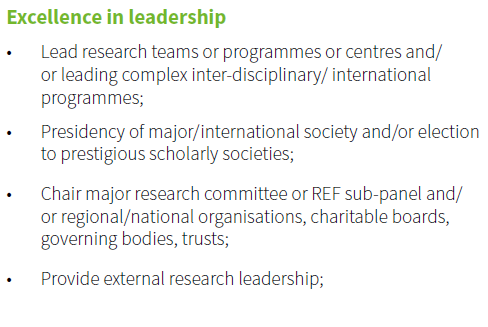 Excellence in leadership
• Lead research teams or programmes or centres and/
or leading complex inter-disciplinary/ international
programmes;
• Presidency of major/international society and/or election
to prestigious scholarly societies;
• Chair major research committee or REF sub-panel and/
or regional/national organisations, charitable boards,
governing bodies, trusts;
• Provide external research leadership;